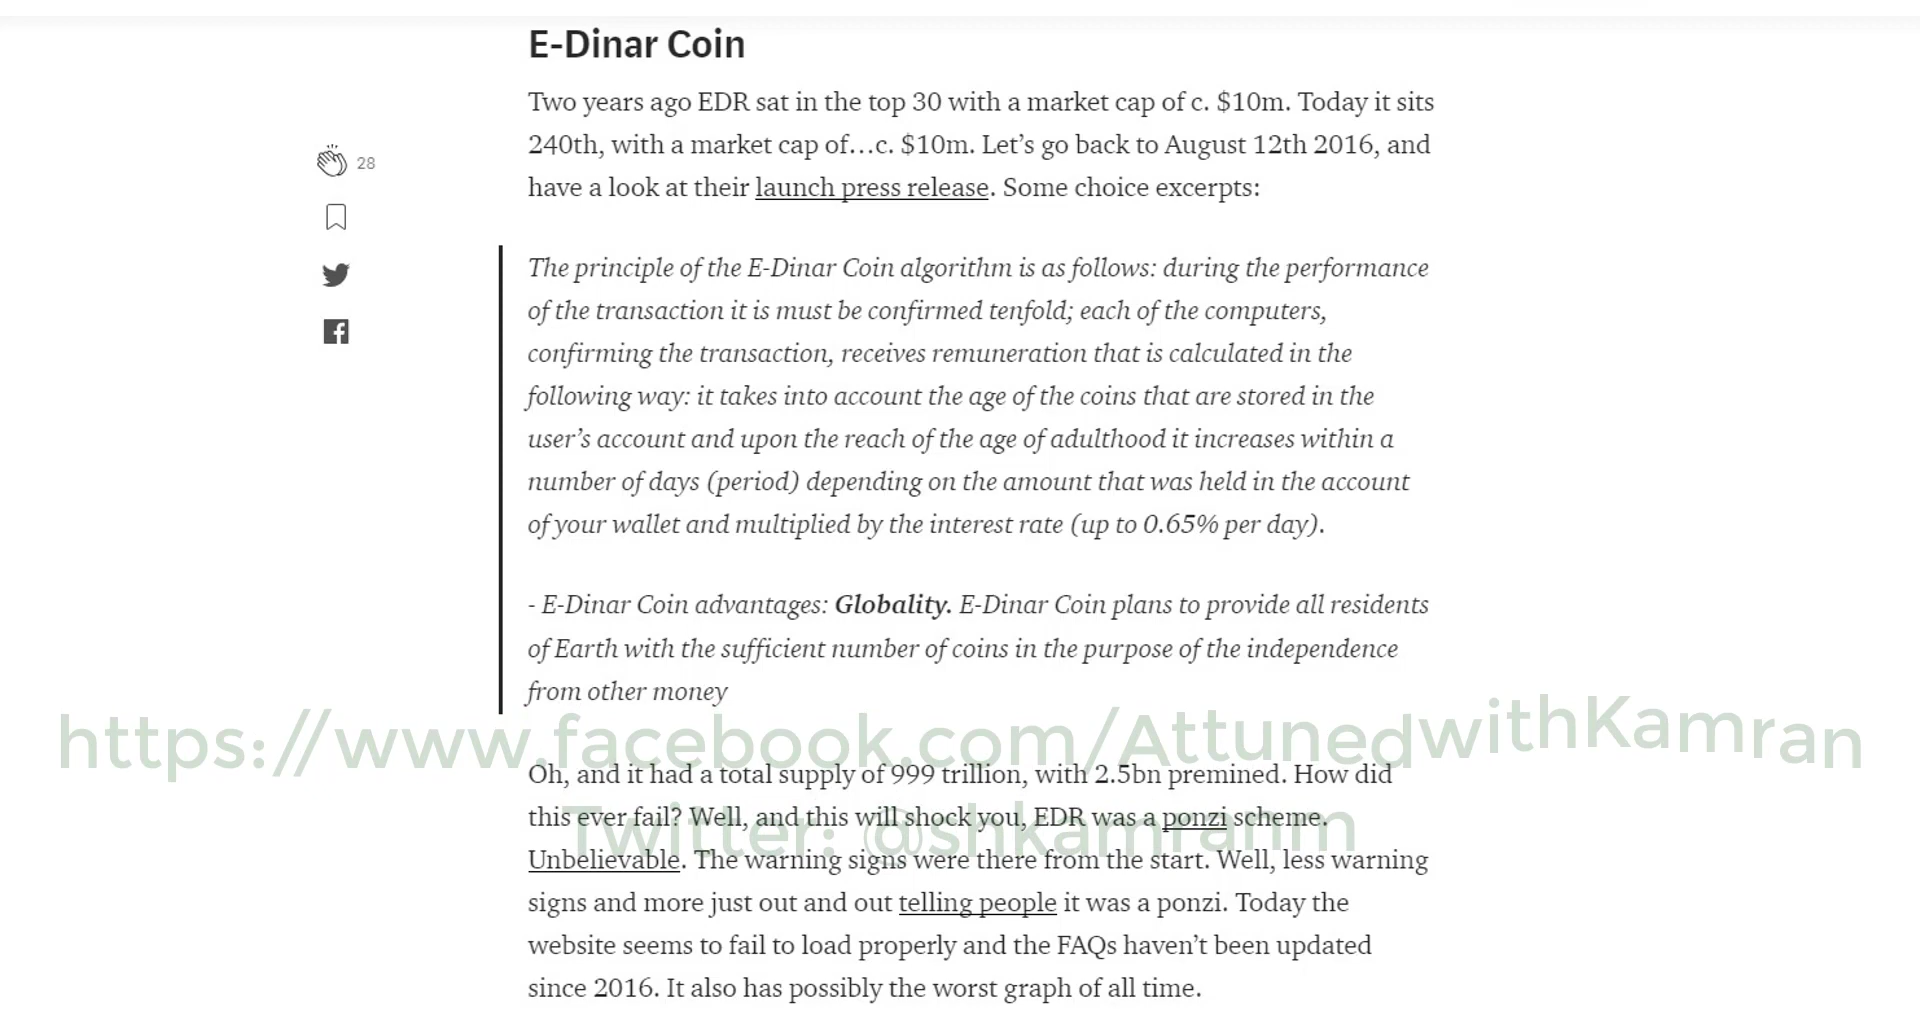 E-Dinar Coin
Two years ago EDR sat in the top 30 with a market cap of c. $10m. Today it sits
240th, with a market cap of…c. $10m. Let’s go back to August 12th 2016, and
have a look at their launch press release. Some choice excerpts:
28
The principle of the E-Dinar Coin algorithm is as follows: during the performance
of the transaction it is must be confirmed tenfold; each of the computers,
confirming the transaction, receives remuneration that is calculated in the
following way: it takes into account the age of the coins that are stored in the
user’s account and upon the reach of the age of adulthood it increases within a
number of days (period) depending on the amount that was held in the account
of your wallet and multiplied by the interest rate (up to 0.65% per day).
- E-Dinar Coin advantages: Globality. E-Dinar Coin plans to provide all residents
of Earth with the sufficient number of coins in the purpose of the independence
from other money
https://www.facebook.com/AttunedwithKamran
Oh, and it had a total supply of 999 trillion, with 2.5bn premined. How did
this ever fail? Well, and this will shock you, EDR was a ponzi scheme.
Twitter: @shkamranm
Unbelievable. The warning signs were there from the start. Well, less warning
signs and more just out and out telling people it was a ponzi. Today the
website seems to fail to load properly and the FAQs haven’t been updated
since 2016. It also has possibly the worst graph of all time.